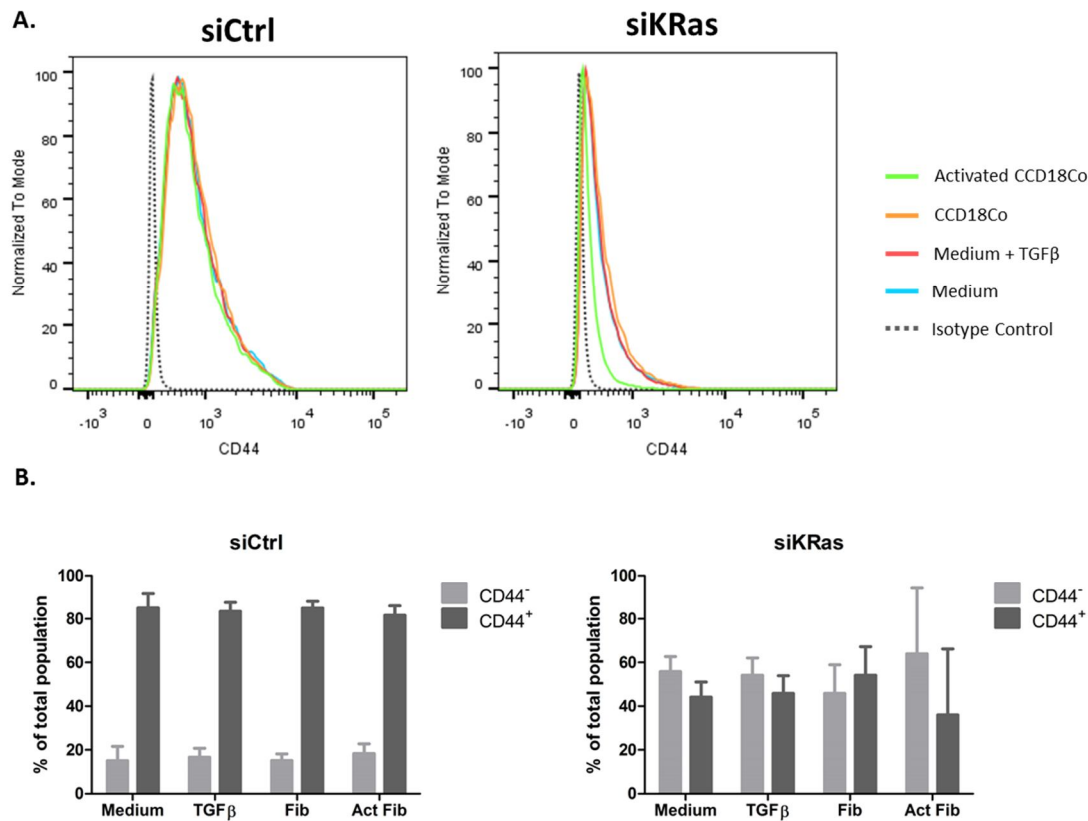 A.
siCtrl
siKRas
Normalized To Mode
100
80
60
40
20
0
-10³
0
10³
10⁴
10⁵
CD44
Normalized To Mode
100
80
60
40
20
0
-10³
0
10³
10⁴
10⁵
CD44
Activated CCD18Co
CCD18Co
Medium + TGFβ
Medium
Isotype Control
B.
siCtrl
% of total population
100
80
60
40
20
0
Medium
TGFβ
Fib
Act Fib
CD44⁻
CD44⁺
siKRas
% of total population
100
80
60
40
20
0
Medium
TGFβ
Fib
Act Fib
CD44⁻
CD44⁺